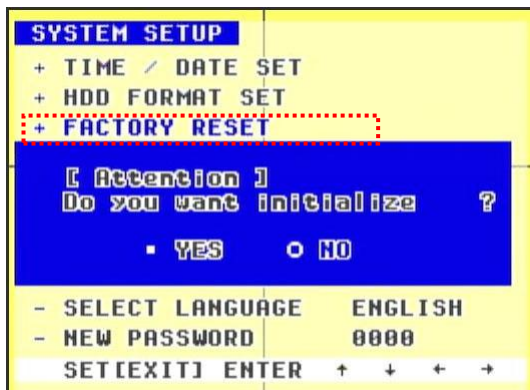 SYSTEM SETUP
+ TIME / DATE SET
+ HDD FORMAT SET
+ FACTORY RESET
[ Attention ]
Do you want initialize ?
▪ YES ○ NO
- SELECT LANGUAGE ENGLISH
- NEW PASSWORD 0000
SET[EXIT] ENTER ↑ ↓ ← →